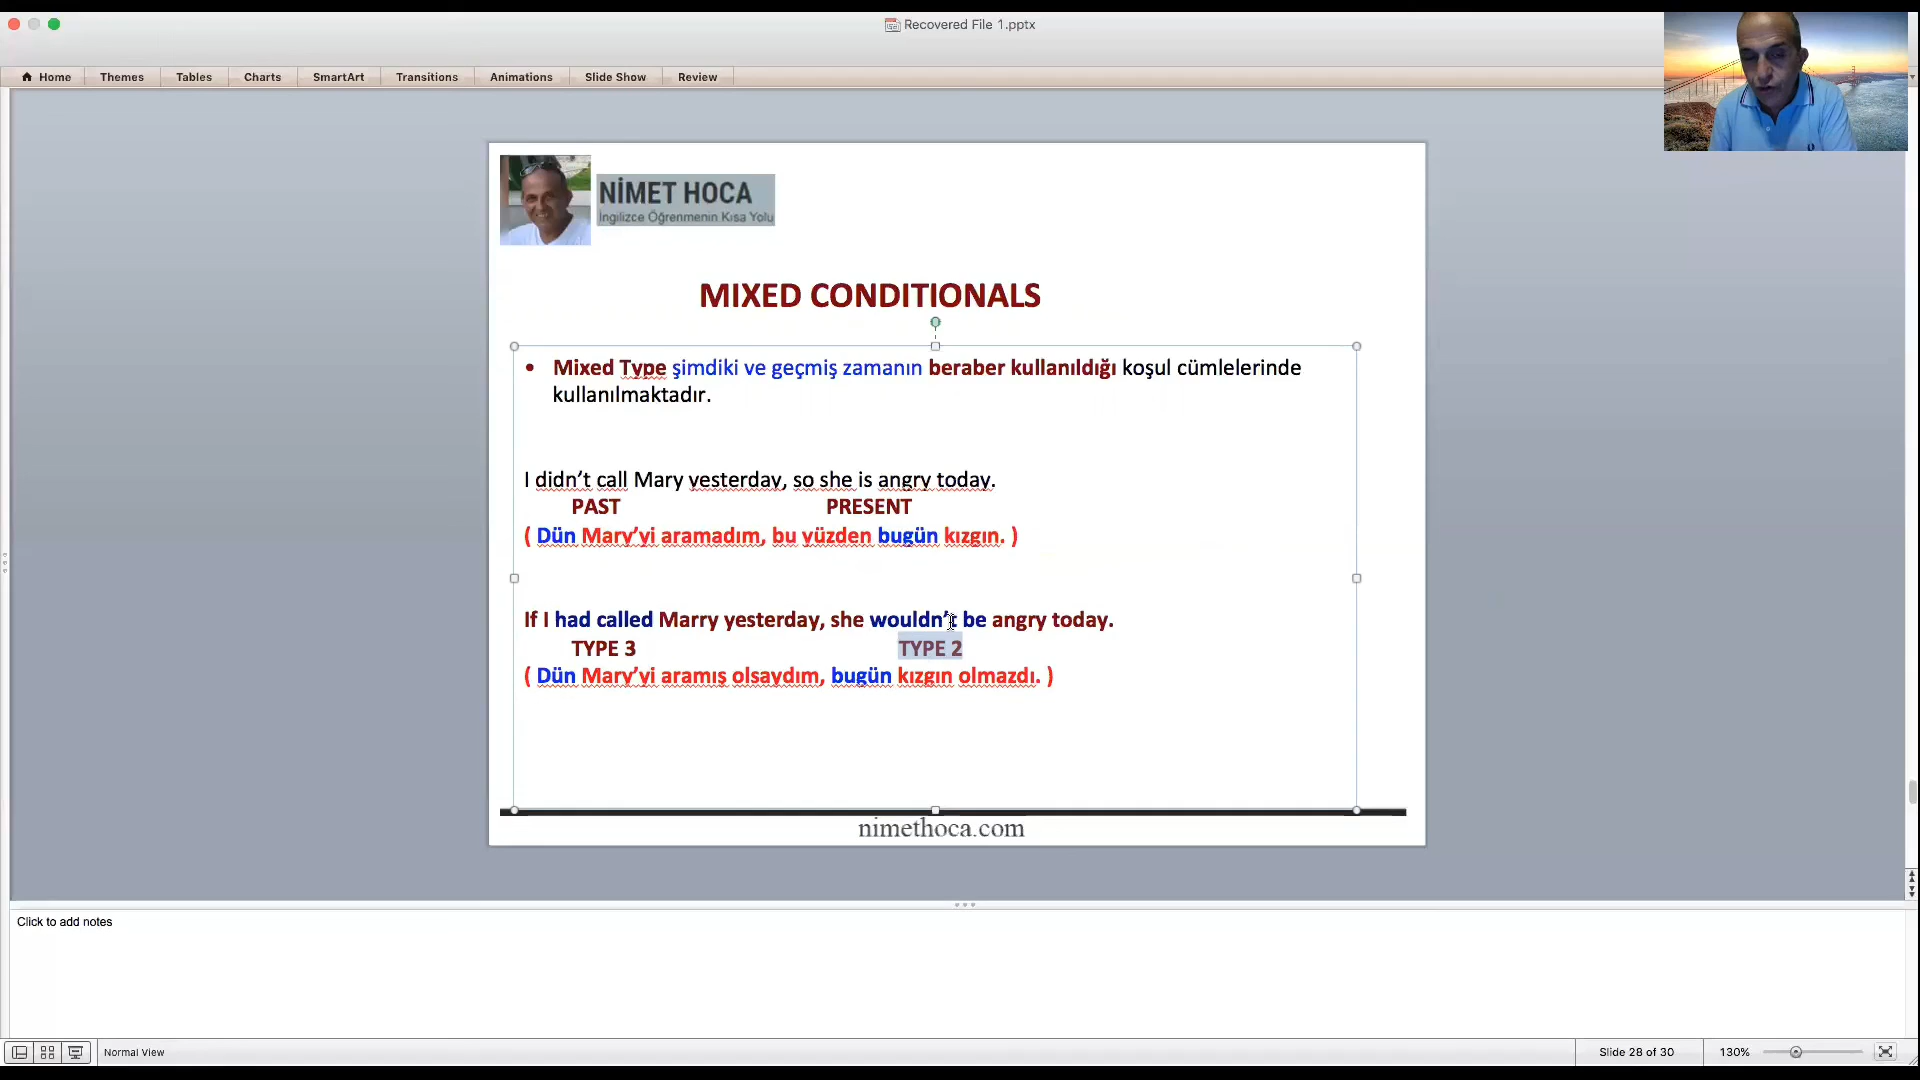 Recovered File 1.pptx
Home Themes Tables Charts SmartArt Transitions Animations Slide Show Review
NİMET HOCA
İngilizce Öğrenmenin Kısa Yolu
MIXED CONDITIONALS
• Mixed Type şimdiki ve geçmiş zamanın beraber kullanıldığı koşul cümlelerinde
kullanılmaktadır.
I didn’t call Mary yesterday, so she is angry today.
PAST PRESENT
( Dün Mary’yi aramadım, bu yüzden bugün kızgın. )
If I had called Marry yesterday, she wouldn’t be angry today.
TYPE 3 TYPE 2
( Dün Mary’yi aramış olsaydım, bugün kızgın olmazdı. )
nimethoca.com
Click to add notes
Normal View Slide 28 of 30 130%